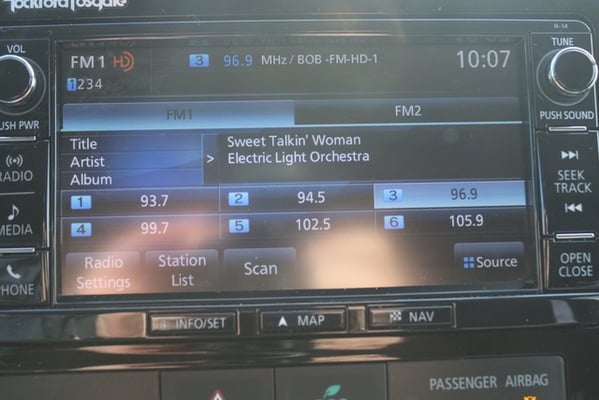 Rockford Fosgate
N-14
VOL
TUNE
PUSH PWR
PUSH SOUND
FM1 HD
3 96.9 MHz / BOB -FM-HD-1
10:07
1234
FM1 FM2
Title
Artist
Album
>
Sweet Talkin' Woman
Electric Light Orchestra
1 93.7 2 94.5 3 96.9
4 99.7 5 102.5 6 105.9
Radio
Settings
Station
List
Scan
Source
RADIO
MEDIA
PHONE
SEEK
TRACK
OPEN
CLOSE
INFO/SET MAP NAV
PASSENGER AIRBAG